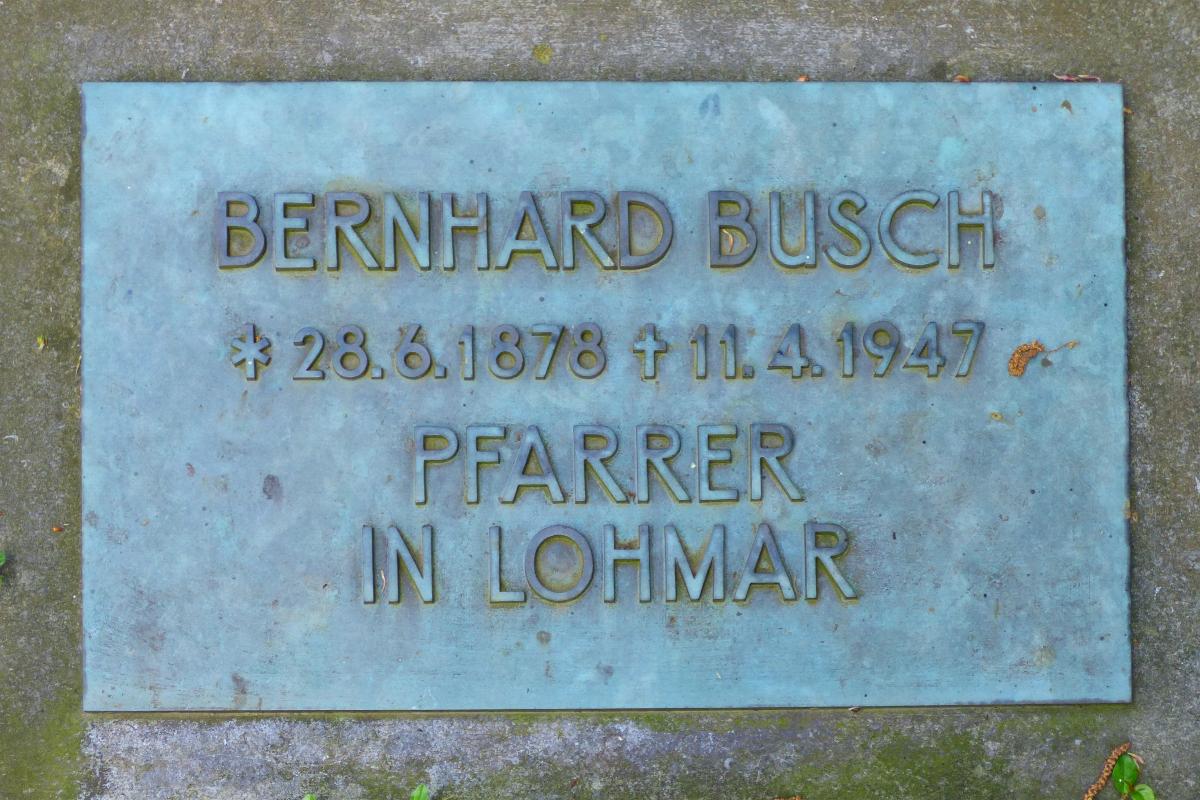 BERNHARD BUSCH
* 28.6.1878 † 11.4.1947
PFARRER
IN LOHMAR